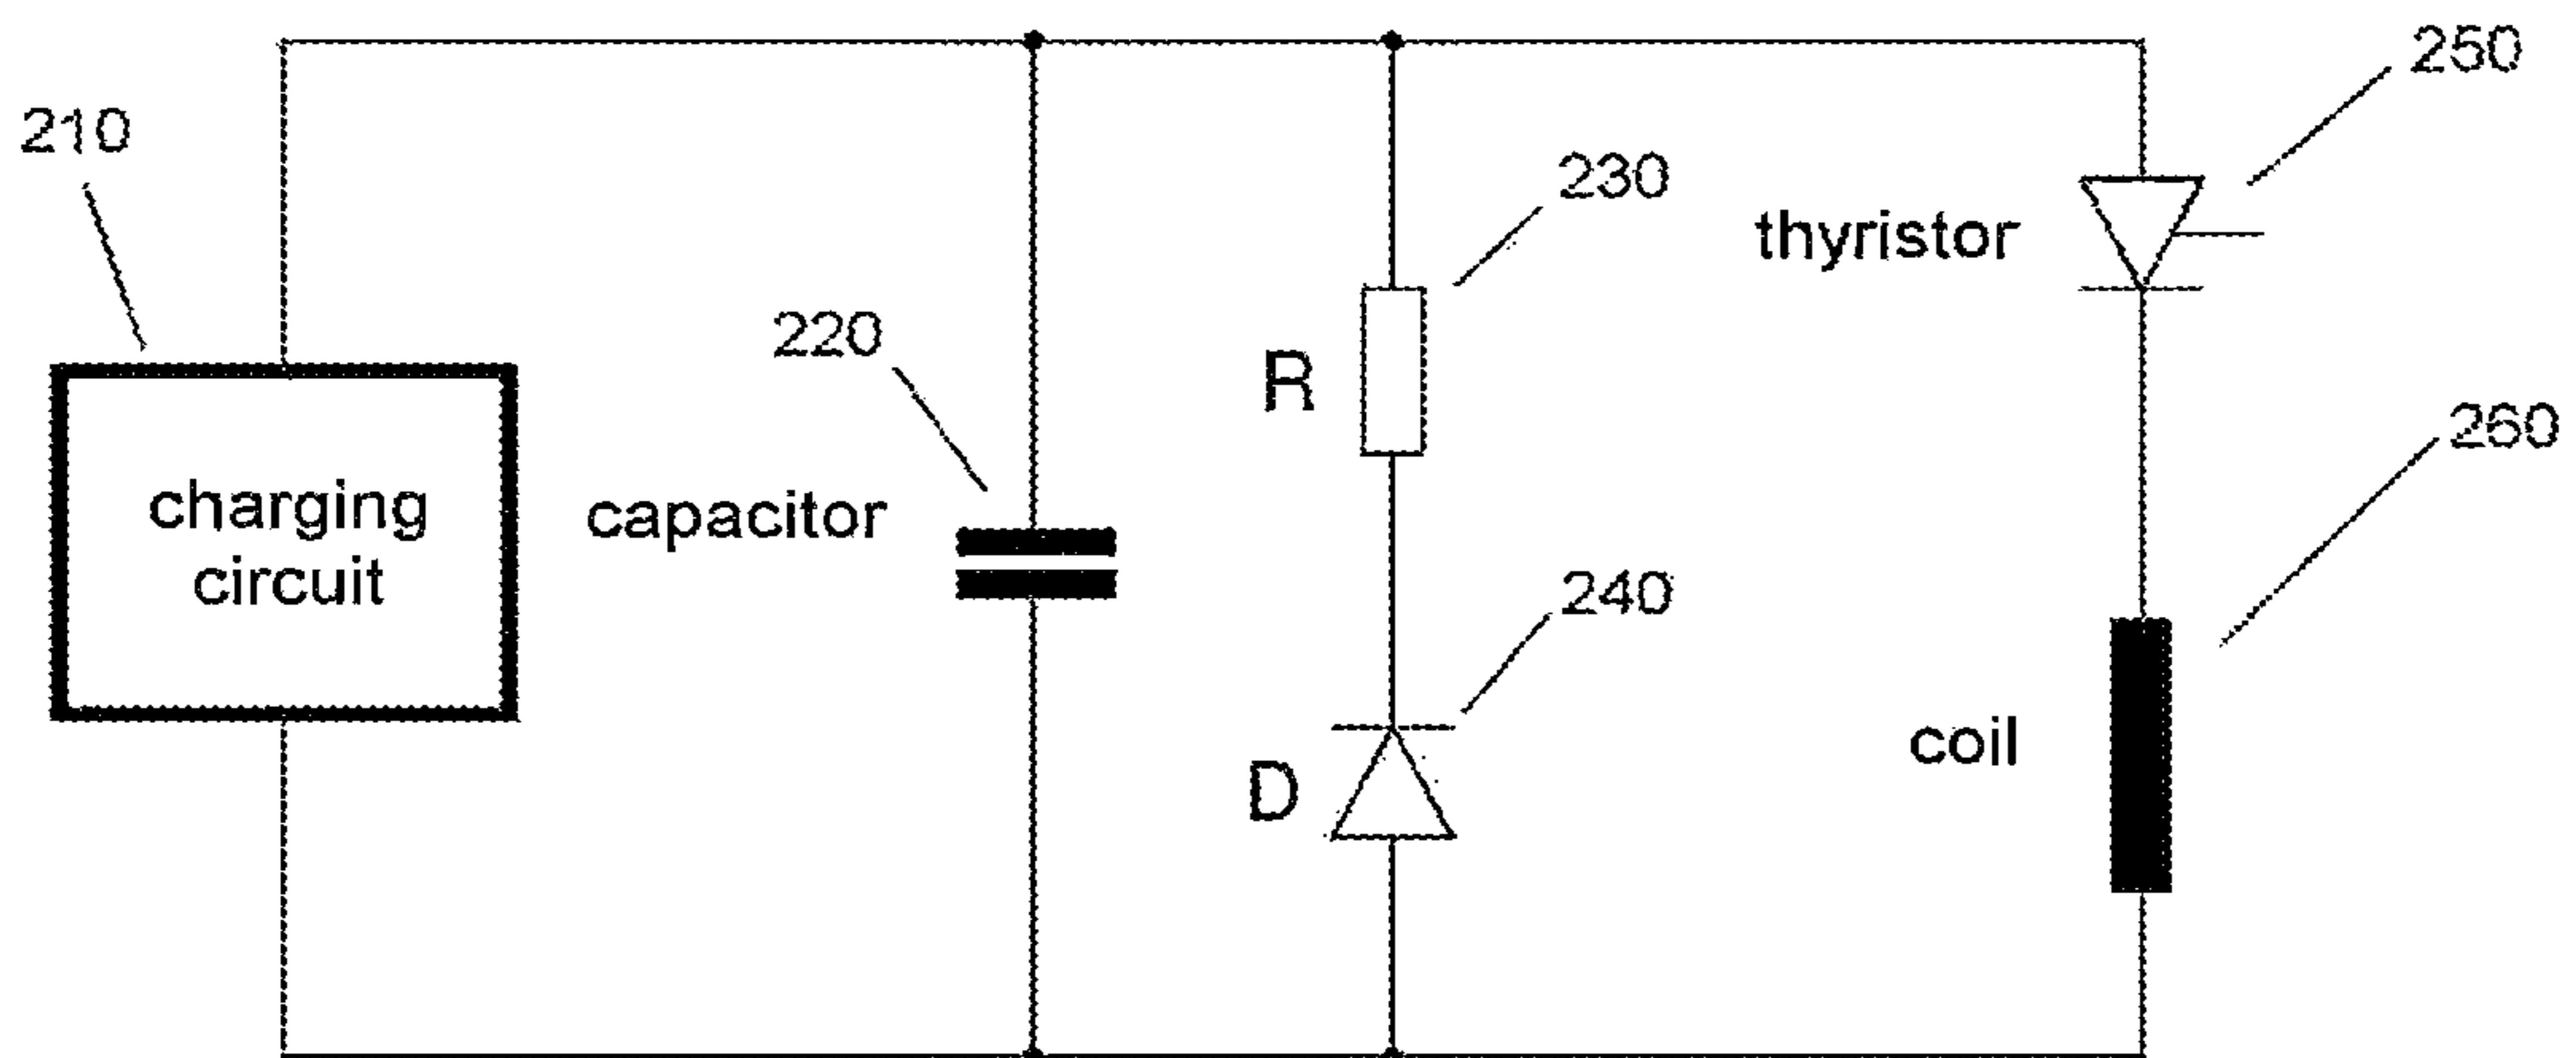 250
210
230
thyristor
220
R
260
charging
circuit
capacitor
240
D
coil